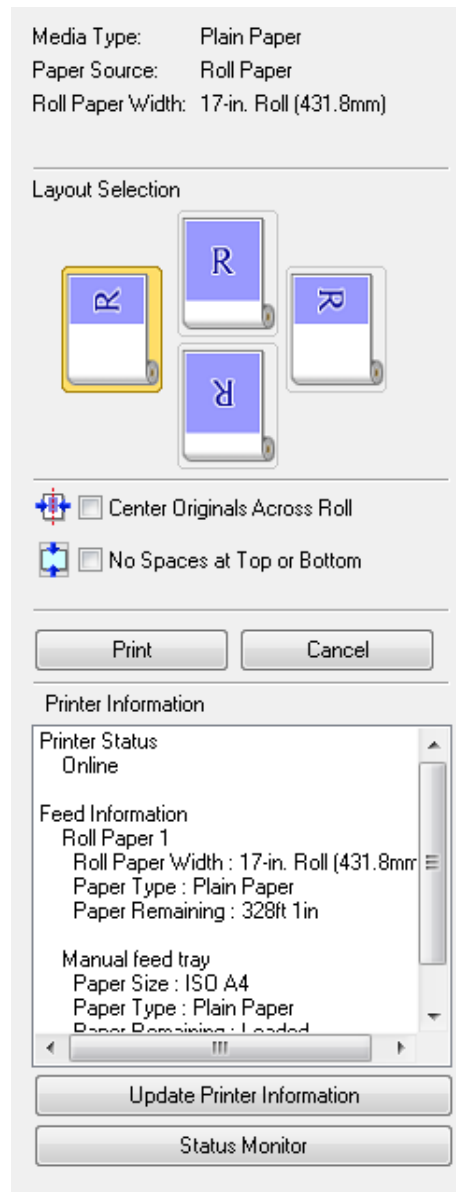 Media Type: Plain Paper
Paper Source: Roll Paper
Roll Paper Width: 17-in. Roll (431.8mm)
Layout Selection
R
R
R
R
Center Originals Across Roll
No Spaces at Top or Bottom
Print Cancel
Printer Information
Printer Status
Online
Feed Information
Roll Paper 1
Roll Paper Width : 17-in. Roll (431.8mm
Paper Type : Plain Paper
Paper Remaining : 328ft 1in
Manual feed tray
Paper Size : ISO A4
Paper Type : Plain Paper
Paper Remaining : Loaded
Update Printer Information
Status Monitor